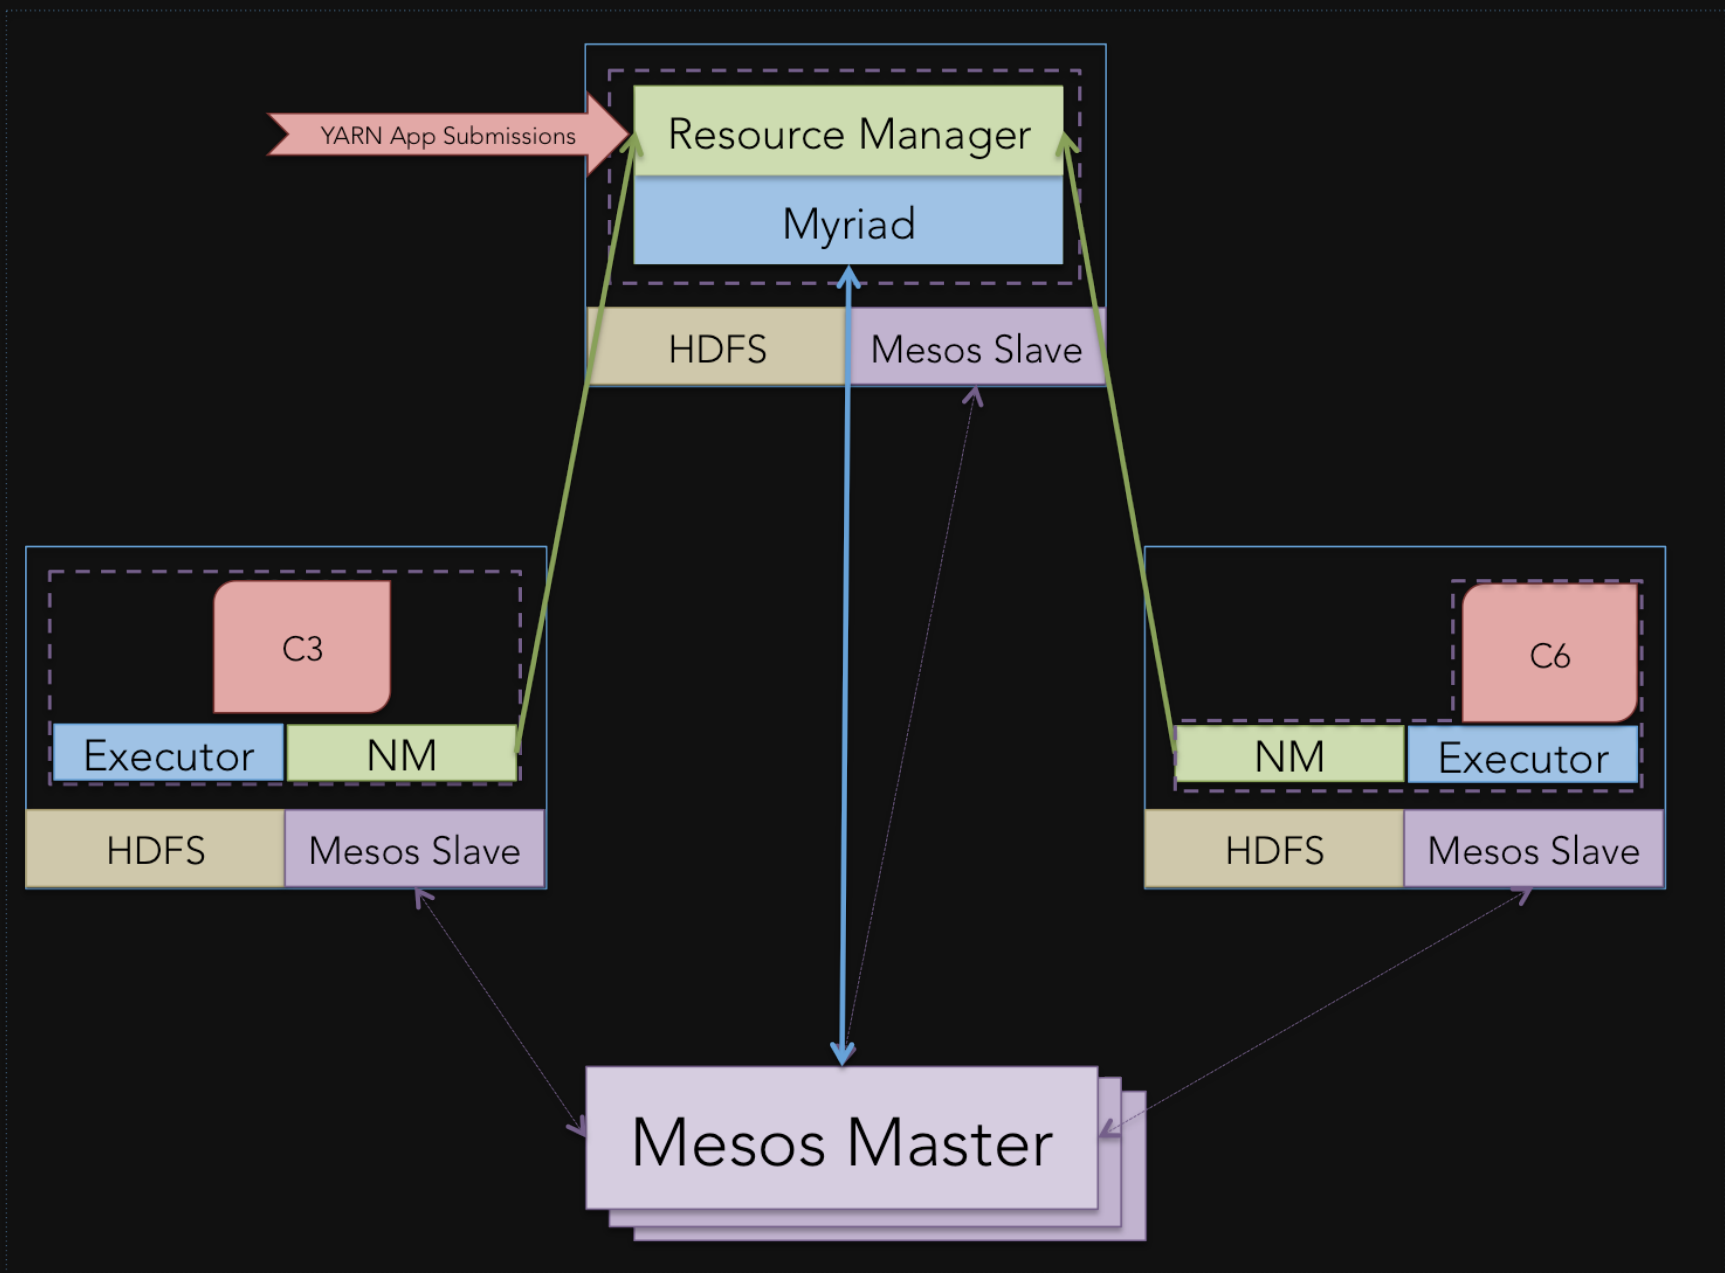 YARN App Submissions
Resource Manager
Myriad
HDFS
Mesos Slave
C3
Executor
NM
HDFS
Mesos Slave
C6
NM
Executor
HDFS
Mesos Slave
Mesos Master